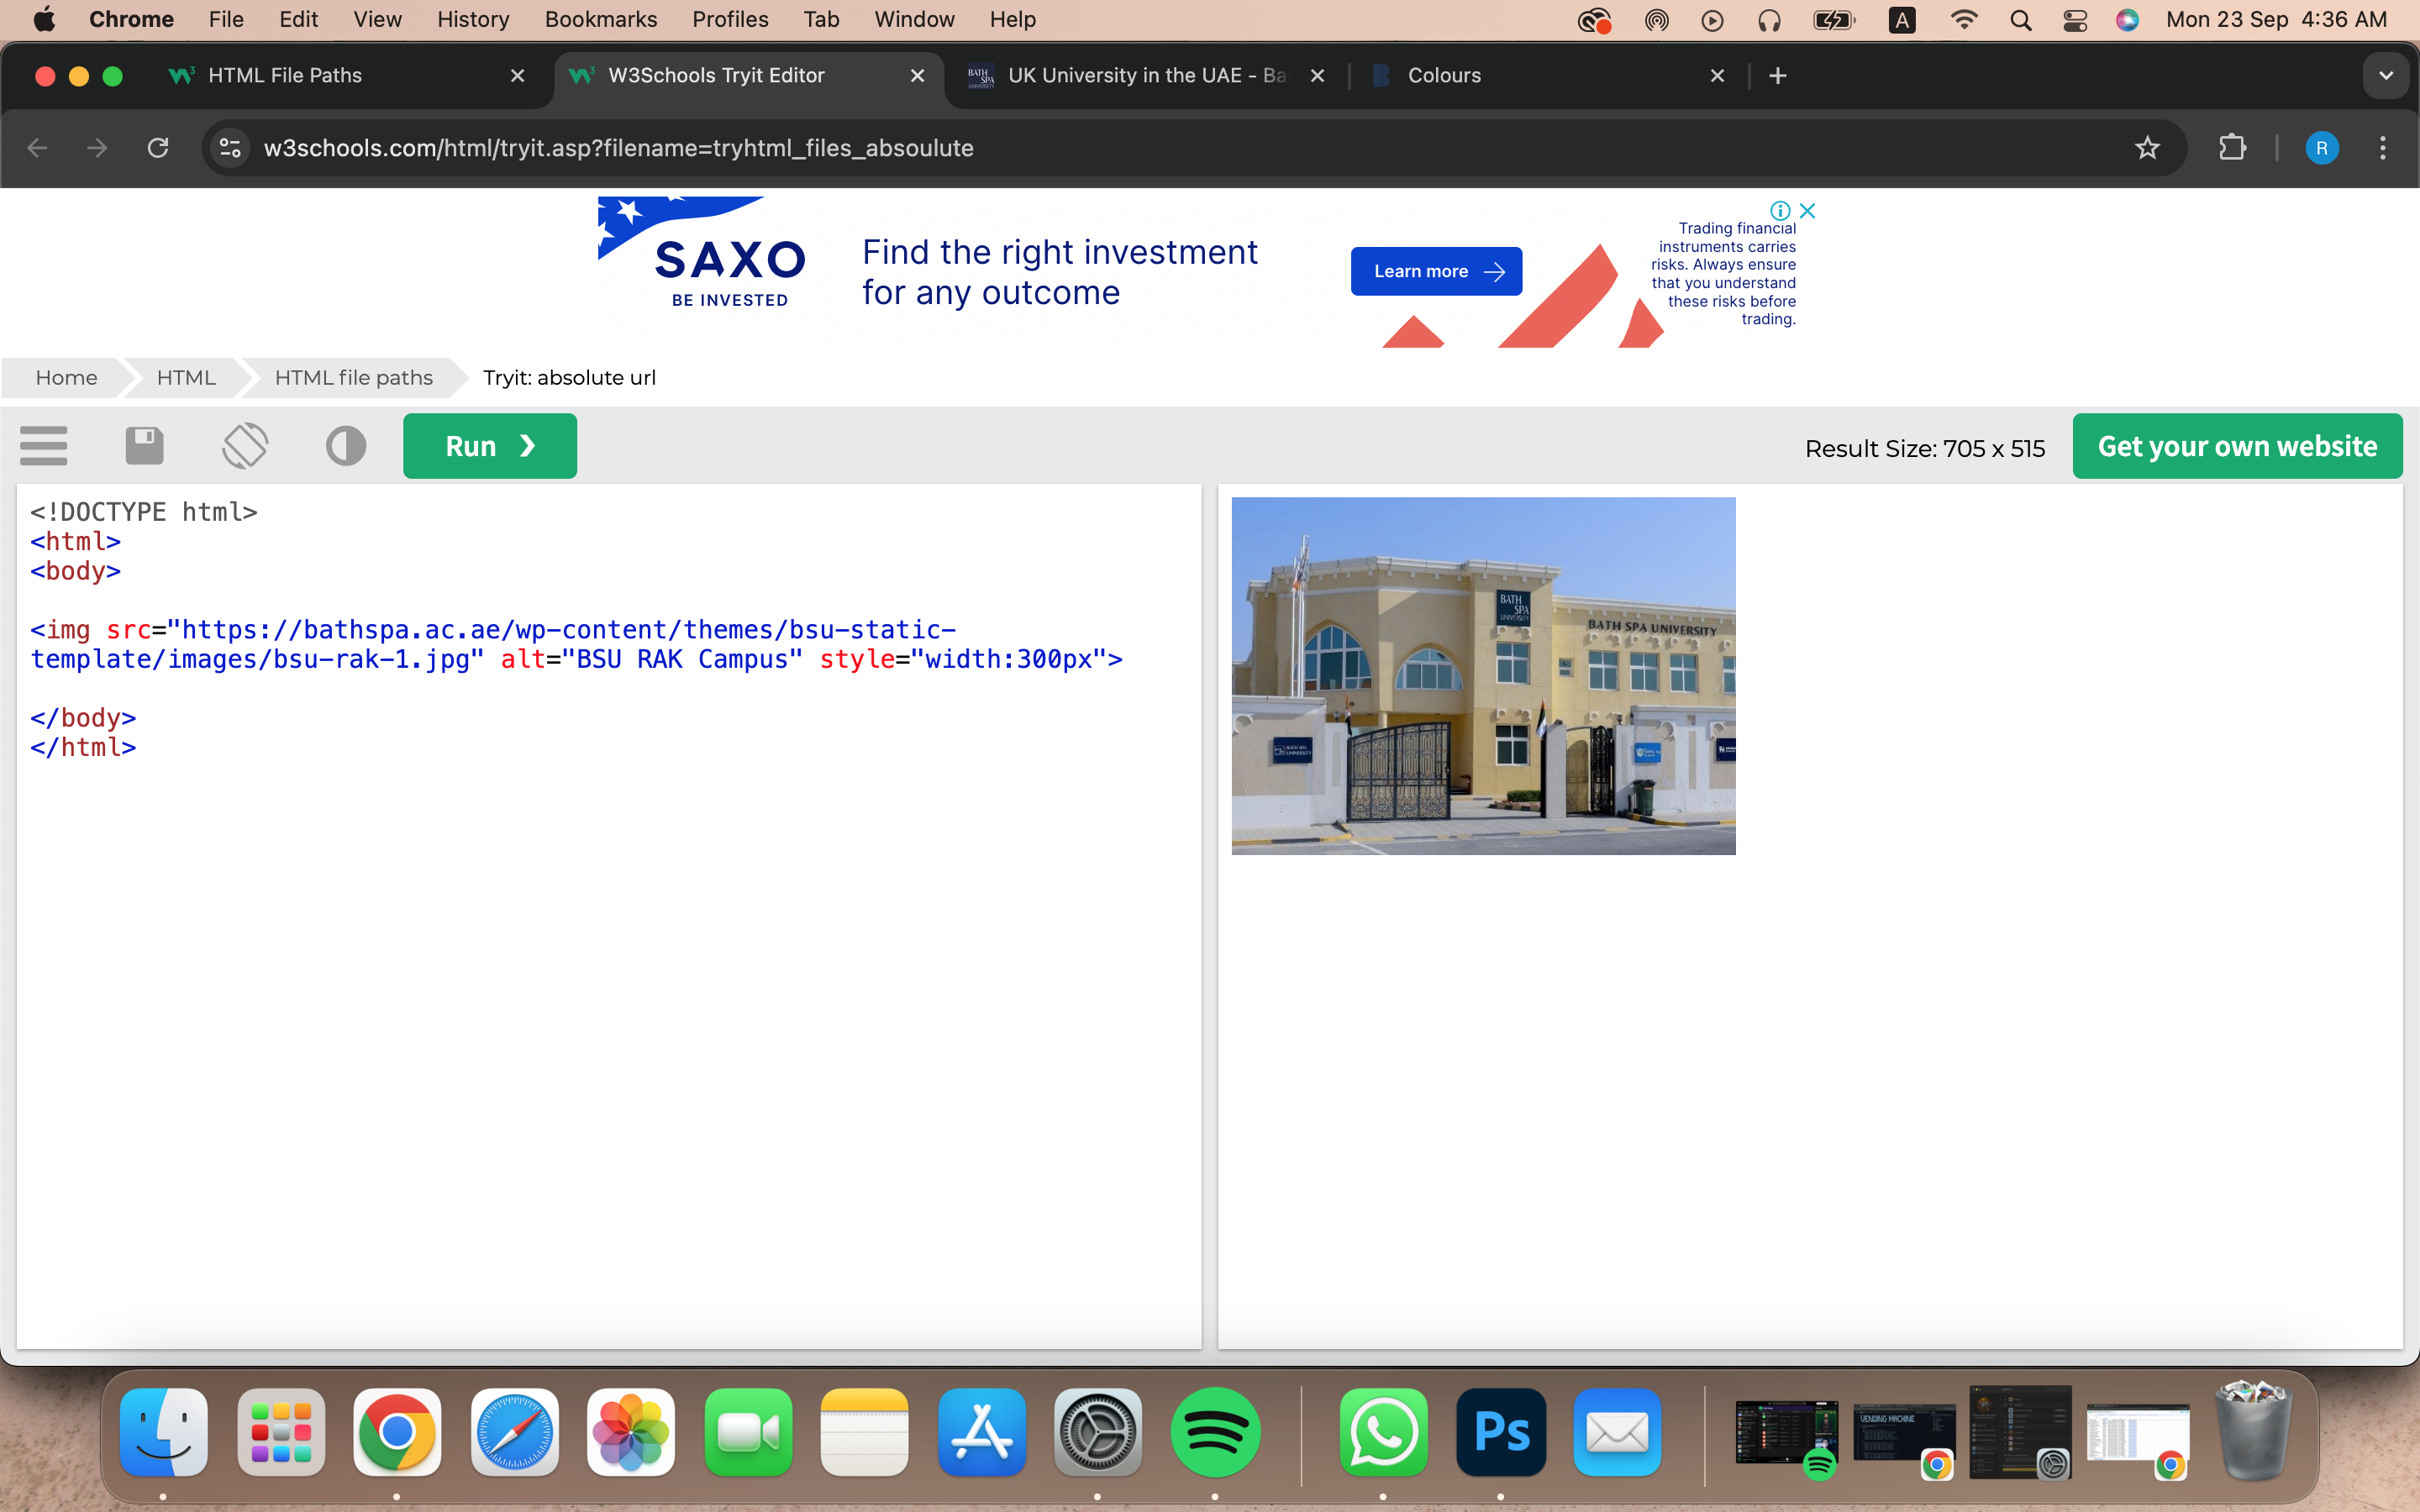 Chrome File Edit View History Bookmarks Profiles Tab Window Help
A
Mon 23 Sep 4:36 AM
HTML File Paths
W3Schools Tryit Editor
UK University in the UAE - Ba
Colours
w3schools.com/html/tryit.asp?filename=tryhtml_files_absoulute
R
SAXO
BE INVESTED
Find the right investment
for any outcome
Learn more
Trading financial
instruments carries
risks. Always ensure
that you understand
these risks before
trading.
Home
HTML
HTML file paths
Tryit: absolute url
Run ❯
Result Size: 705 x 515
Get your own website
<!DOCTYPE html>
<html>
<body>
<img src="https://bathspa.ac.ae/wp-content/themes/bsu-static-
template/images/bsu-rak-1.jpg" alt="BSU RAK Campus" style="width:300px">
</body>
</html>
BATH
SPA
UNIVERSITY
BATH SPA UNIVERSITY
BATH SPA
UNIVERSITY
Ps
VENDING MACHINE